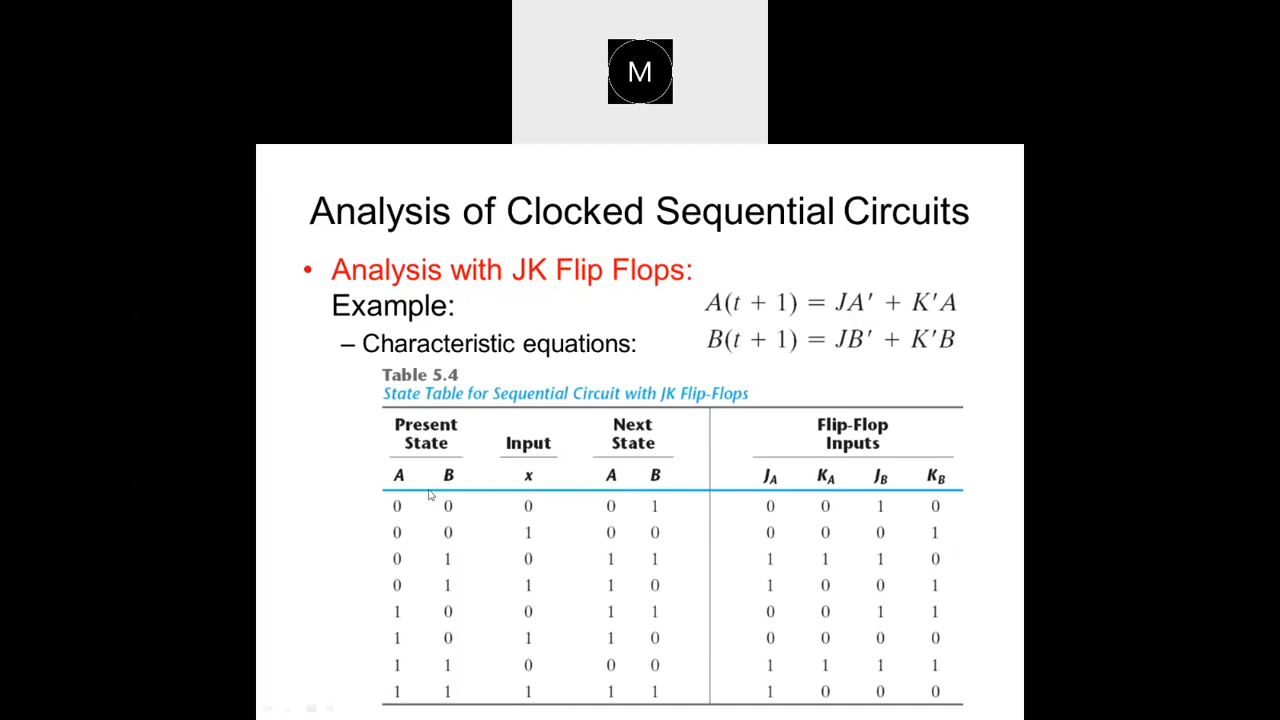 M
Analysis of Clocked Sequential Circuits
• Analysis with JK Flip Flops:
Example:
A(t + 1) = JA′ + K′A
– Characteristic equations:
B(t + 1) = JB′ + K′B
Table 5.4
State Table for Sequential Circuit with JK Flip-Flops
Present State Input Next State Flip-Flop Inputs
A B x A B J_A K_A J_B K_B
0 0 0 0 1 0 0 1 0
0 0 1 0 0 0 0 0 1
0 1 0 1 1 1 1 1 0
0 1 1 1 0 1 0 0 1
1 0 0 1 1 0 0 1 1
1 0 1 1 0 0 0 0 0
1 1 0 0 0 1 1 1 1
1 1 1 1 1 1 0 0 0